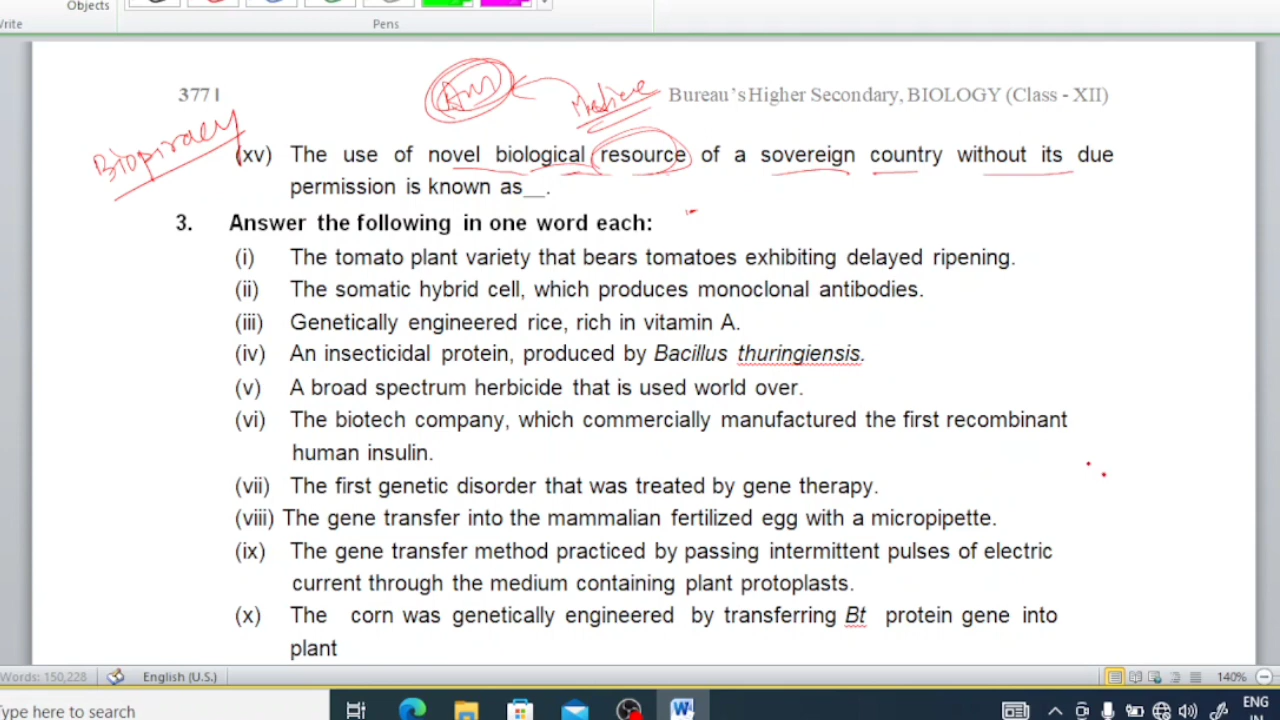 Objects
Write
Pens
Ans
Medicine
3771
Bureau's Higher Secondary, BIOLOGY (Class - XII)
Biopiracy
(xv) The use of novel biological resource of a sovereign country without its due
permission is known as__.
3. Answer the following in one word each:
(i) The tomato plant variety that bears tomatoes exhibiting delayed ripening.
(ii) The somatic hybrid cell, which produces monoclonal antibodies.
(iii) Genetically engineered rice, rich in vitamin A.
(iv) An insecticidal protein, produced by Bacillus thuringiensis.
(v) A broad spectrum herbicide that is used world over.
(vi) The biotech company, which commercially manufactured the first recombinant
human insulin.
(vii) The first genetic disorder that was treated by gene therapy.
(viii) The gene transfer into the mammalian fertilized egg with a micropipette.
(ix) The gene transfer method practiced by passing intermittent pulses of electric
current through the medium containing plant protoplasts.
(x) The corn was genetically engineered by transferring Bt protein gene into
plant
Words: 150,228 English (U.S.) 140%
Type here to search
ENG
IN